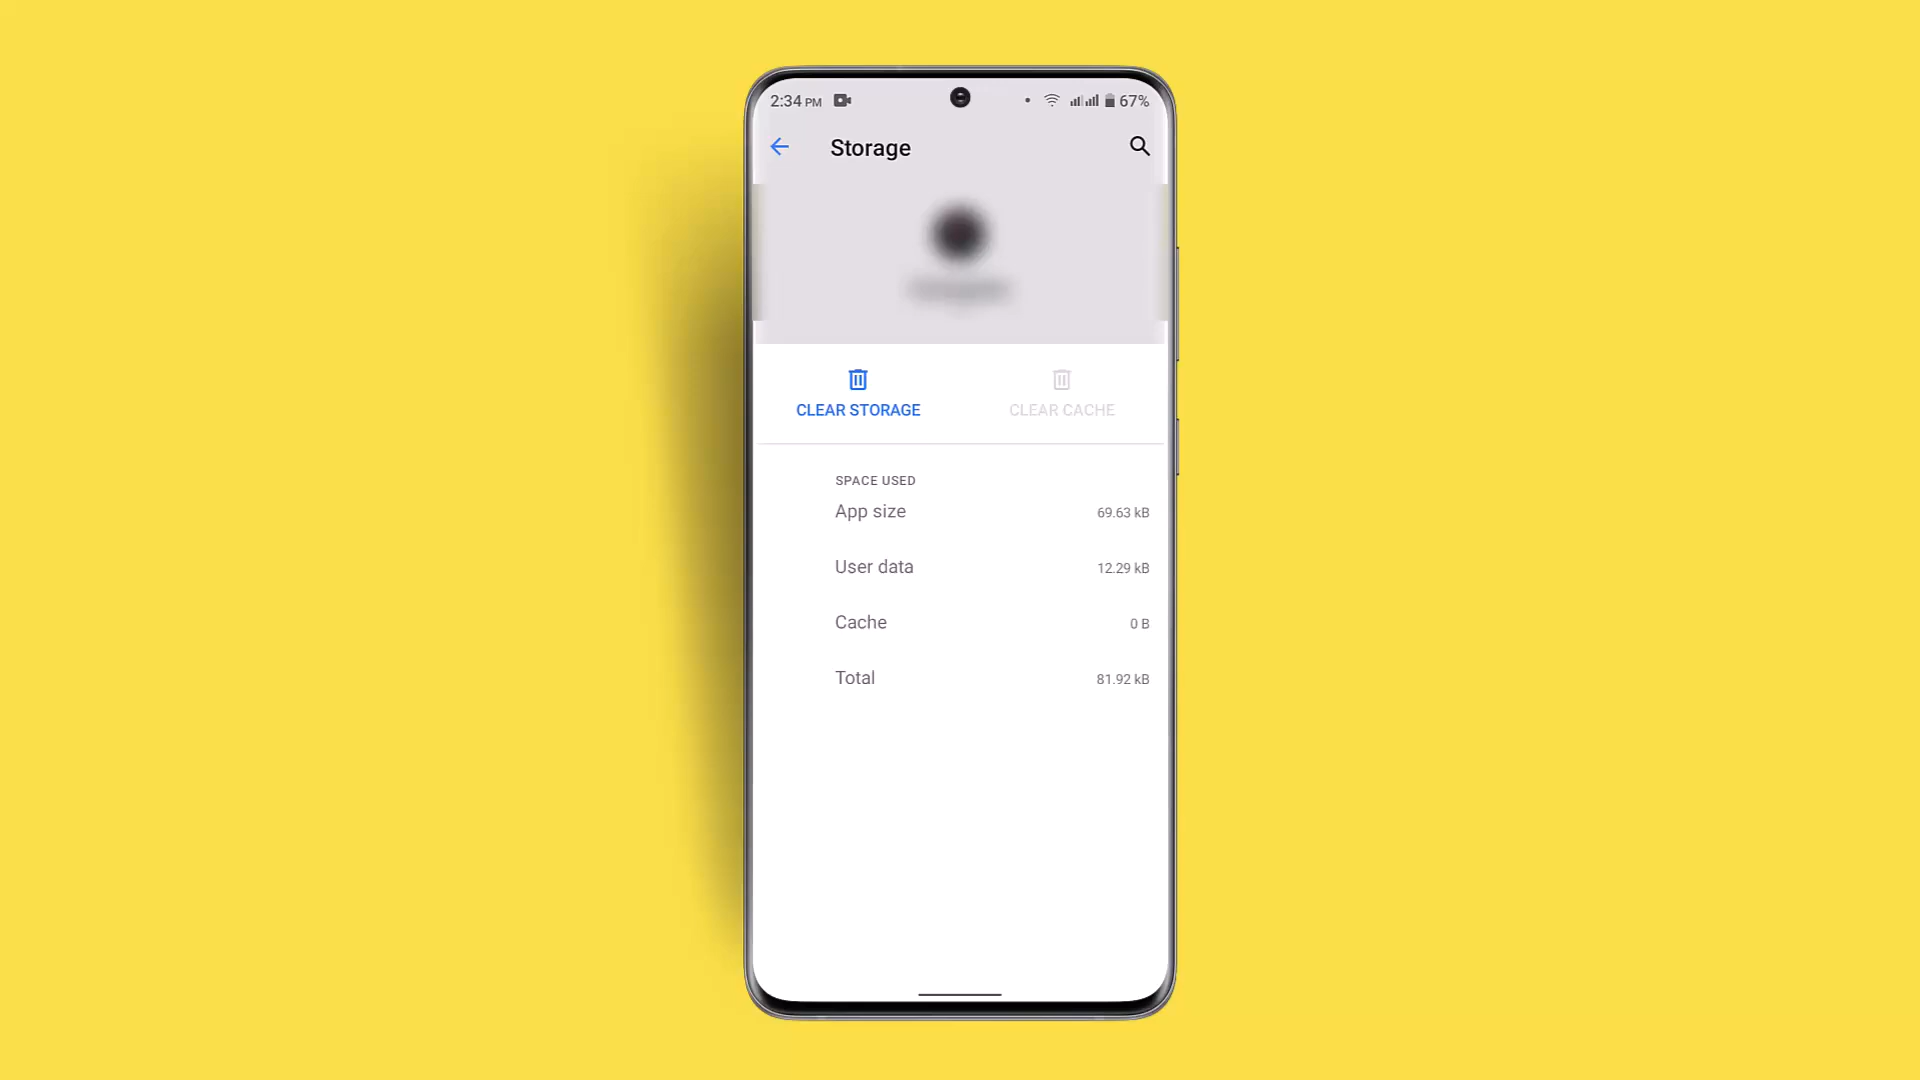 2:34 PM 67%
Storage
CLEAR STORAGE CLEAR CACHE
SPACE USED
App size 69.63 kB
User data 12.29 kB
Cache 0 B
Total 81.92 kB